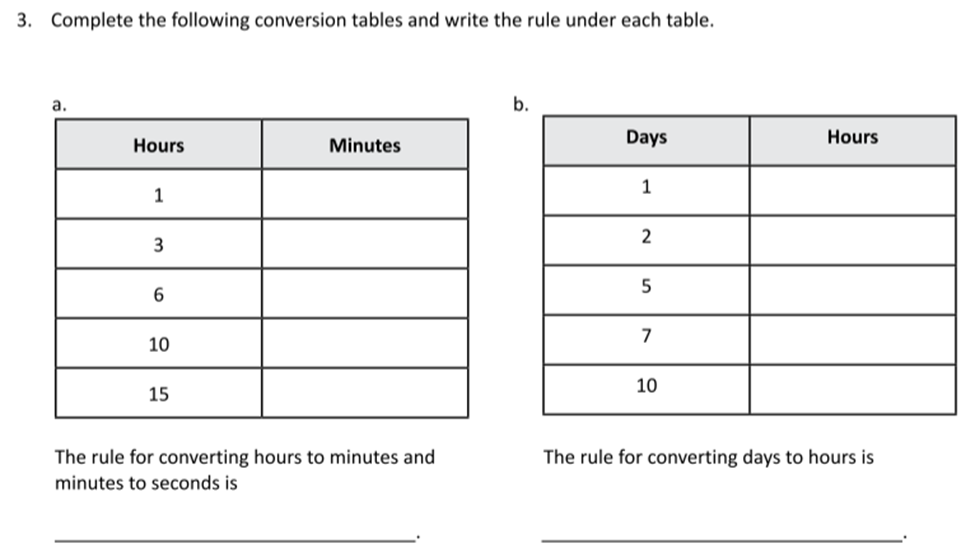 3. Complete the following conversion tables and write the rule under each table.
a.
Hours Minutes
1
3
6
10
15
The rule for converting hours to minutes and
minutes to seconds is
____________________.
b.
Days Hours
1
2
5
7
10
The rule for converting days to hours is
____________________.